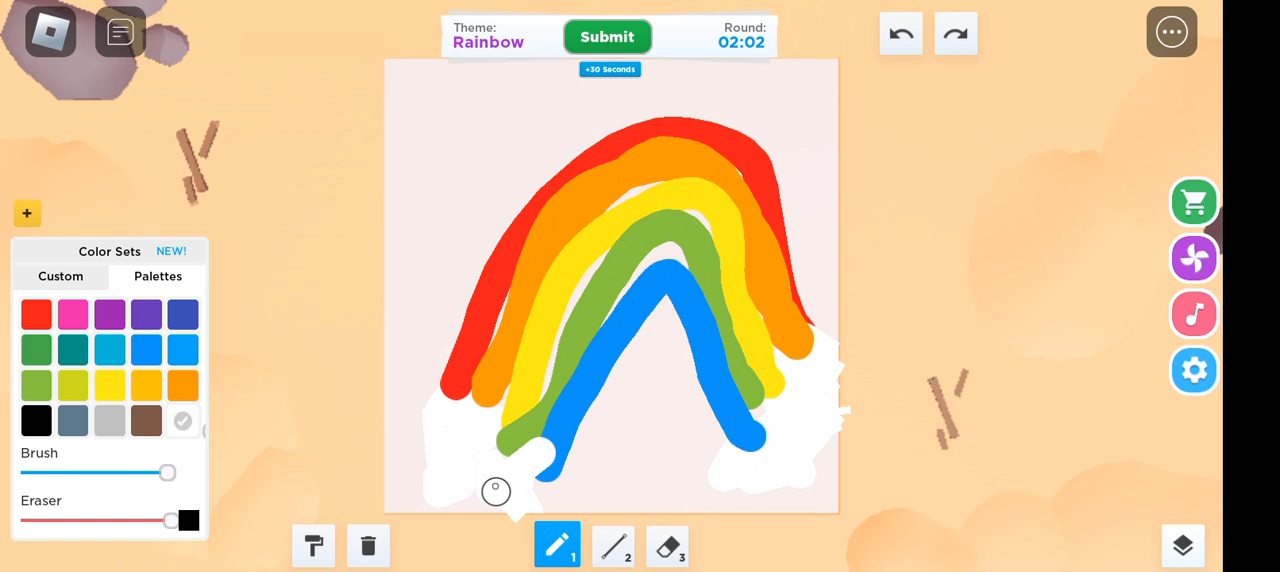 Theme:
Rainbow
Submit
Round:
02:02
+30 Seconds
+
Color Sets NEW!
Custom Palettes
Brush
Eraser
1
2
3